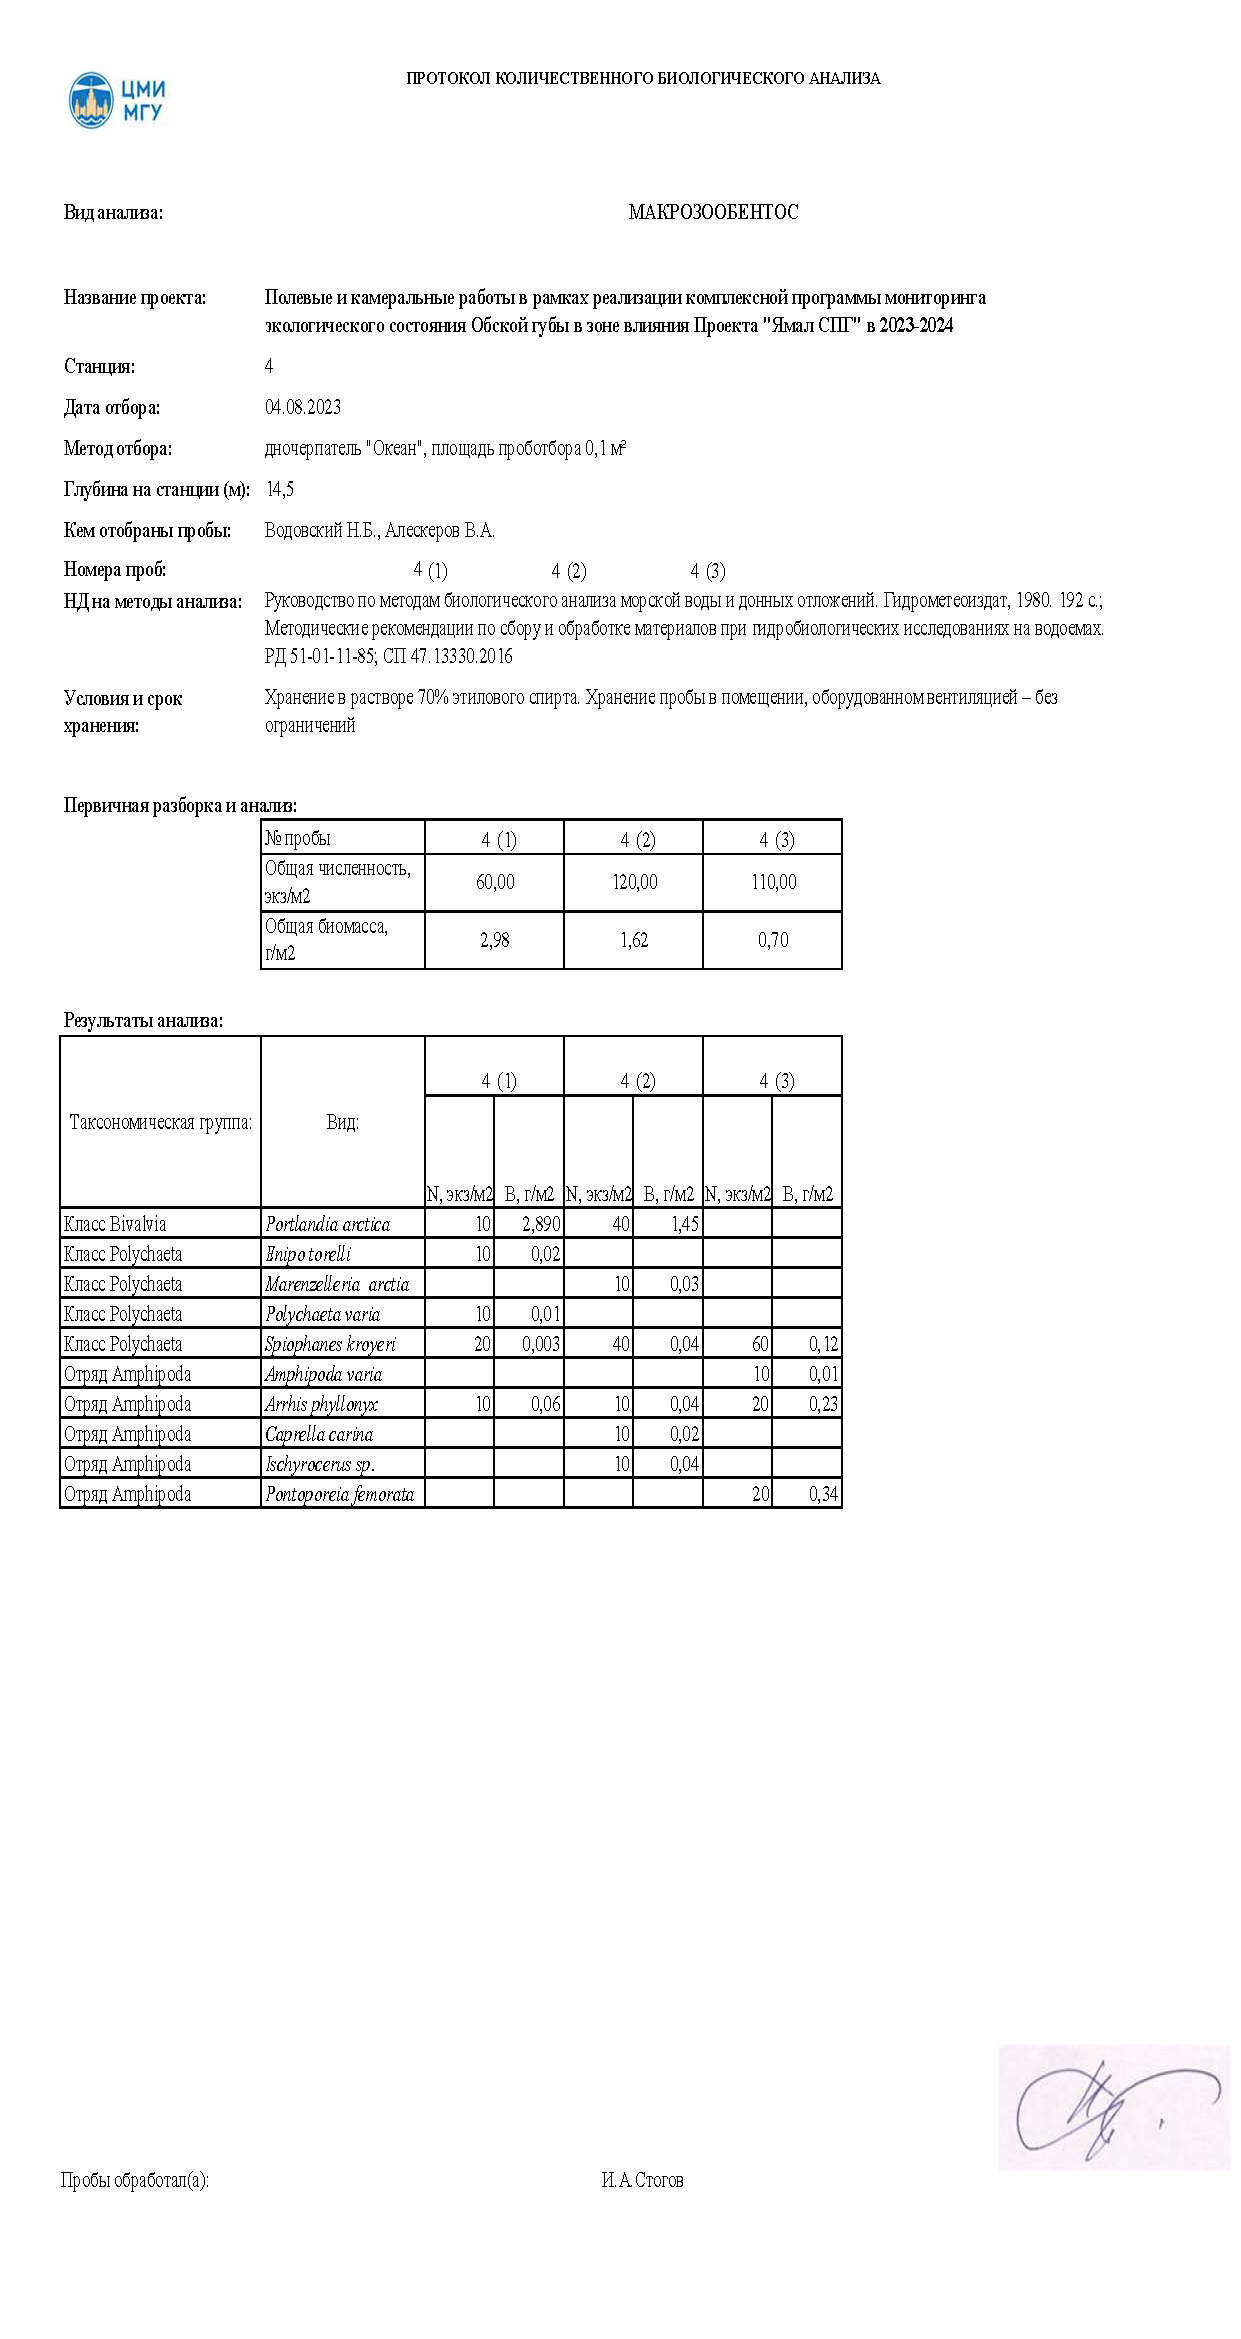 ЦМИ
МГУ
ПРОТОКОЛ КОЛИЧЕСТВЕННОГО БИОЛОГИЧЕСКОГО АНАЛИЗА
Вид анализа: МАКРОЗООБЕНТОС
Название проекта: Полевые и камеральные работы в рамках реализации комплексной программы мониторинга
экологического состояния Обской губы в зоне влияния Проекта "Ямал СПГ" в 2023-2024
Станция: 4
Дата отбора: 04.08.2023
Метод отбора: дночерпатель "Океан", площадь проботбора 0,1 м²
Глубина на станции (м): 14,5
Кем отобраны пробы: Водовский Н.Б., Алескеров В.А.
Номера проб: 4 (1) 4 (2) 4 (3)
НД на методы анализа: Руководство по методам биологического анализа морской воды и донных отложений. Гидрометеоиздат, 1980. 192 с.;
Методические рекомендации по сбору и обработке материалов при гидробиологических исследованиях на водоемах.
РД 51-01-11-85; СП 47.13330.2016
Условия и срок Хранение в растворе 70% этилового спирта. Хранение пробы в помещении, оборудованном вентиляцией – без
хранения: ограничений
Первичная разборка и анализ:
№ пробы 4 (1) 4 (2) 4 (3)
Общая численность,
экз/м2 60,00 120,00 110,00
Общая биомасса,
г/м2 2,98 1,62 0,70
Результаты анализа:
4 (1) 4 (2) 4 (3)
Таксономическая группа: Вид:
N, экз/м2 B, г/м2 N, экз/м2 B, г/м2 N, экз/м2 B, г/м2
Класс Bivalvia Portlandia arctica 10 2,890 40 1,45
Класс Polychaeta Enipo torelli 10 0,02
Класс Polychaeta Marenzelleria arctia 10 0,03
Класс Polychaeta Polychaeta varia 10 0,01
Класс Polychaeta Spiophanes kroyeri 20 0,003 40 0,04 60 0,12
Отряд Amphipoda Amphipoda varia 10 0,01
Отряд Amphipoda Arrhis phyllonyx 10 0,06 10 0,04 20 0,23
Отряд Amphipoda Caprella carina 10 0,02
Отряд Amphipoda Ischyrocerus sp. 10 0,04
Отряд Amphipoda Pontoporeia femorata 20 0,34
Пробы обработал(а): И.А.Стогов